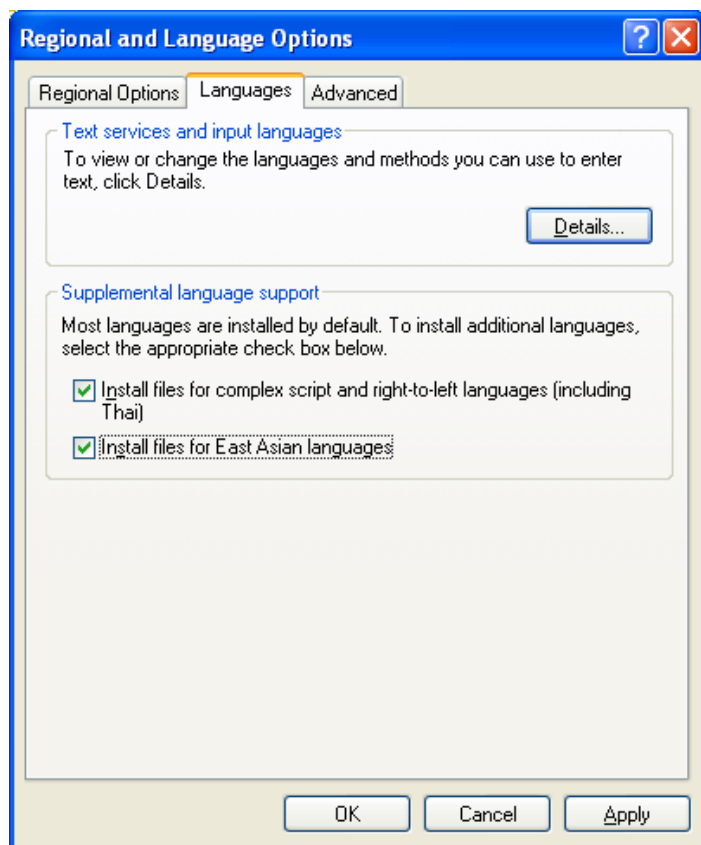 Regional and Language Options
Regional Options Languages Advanced
Text services and input languages
To view or change the languages and methods you can use to enter
text, click Details.
Details...
Supplemental language support
Most languages are installed by default. To install additional languages,
select the appropriate check box below.
Install files for complex script and right-to-left languages (including
Thai)
Install files for East Asian languages
OK Cancel Apply